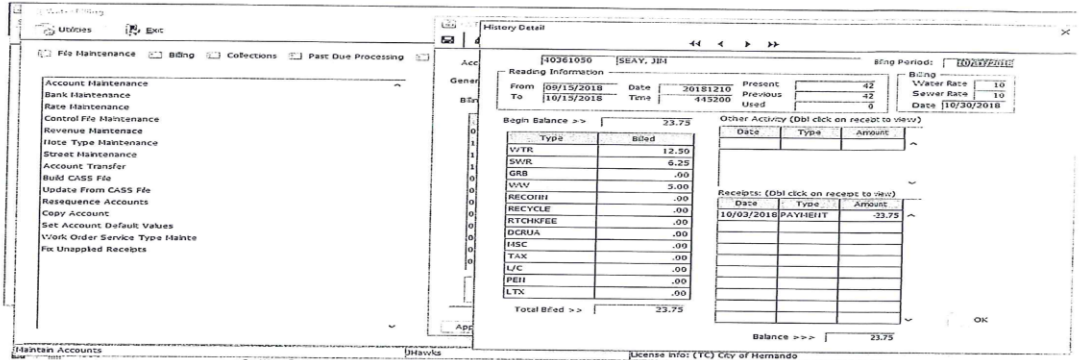 Water Billing
Utilities Exit
File Maintenance Billing Collections Past Due Processing
Account Maintenance
Bank Maintenance
Rate Maintenance
Control File Maintenance
Revenue Maintenace
Note Type Maintenance
Street Maintenance
Account Transfer
Build CASS File
Update From CASS File
Resequence Accounts
Copy Account
Set Account Default Values
Work Order Service Type Mainte
Fix Unapplied Receipts
Maintain Accounts
JHawks
License Info: (TC) City of Hernando
Acc
Gener
Billin
App
History Detail
40361050 SEAY, JIM
Biling Period:
Reading Information
From 09/15/2018 Date 20181210 Present 42
To 10/15/2018 Time 445200 Previous 42
Used 0
Billing
Water Rate 10
Sewer Rate 10
Date 10/30/2018
Begin Balance >> 23.75
Type Billed
WTR 12.50
SWR 6.25
GRB .00
WW 5.00
RECONN .00
RECYCLE .00
RTCHKFEE .00
DCRUA .00
MSC .00
TAX .00
L/C .00
PEN .00
LTX .00
Total Billed >> 23.75
Other Activity (Dbl click on receipt to view)
Date Type Amount
Receipts: (Dbl click on receipt to view)
Date Type Amount
10/03/2018 PAYMENT -23.75
Balance >>> 23.75
OK